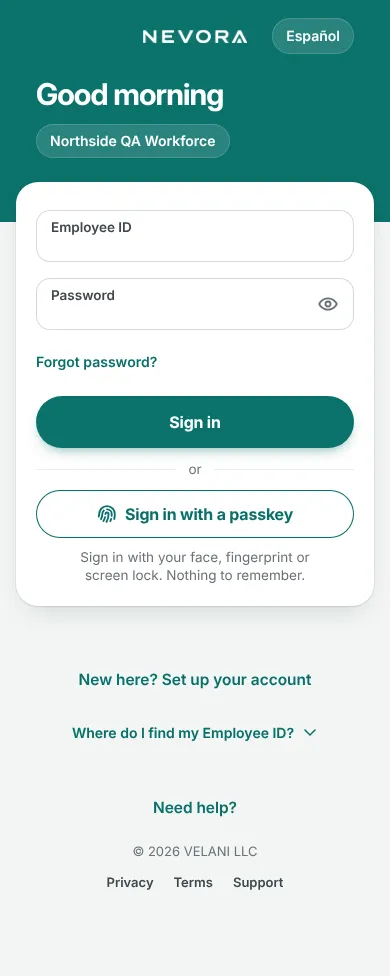 NEVORA
Español
Good morning
Northside QA Workforce
Employee ID
Password
Forgot password?
Sign in
or
Sign in with a passkey
Sign in with your face, fingerprint or
screen lock. Nothing to remember.
New here? Set up your account
Where do I find my Employee ID?
Need help?
© 2026 VELANI LLC
Privacy Terms Support